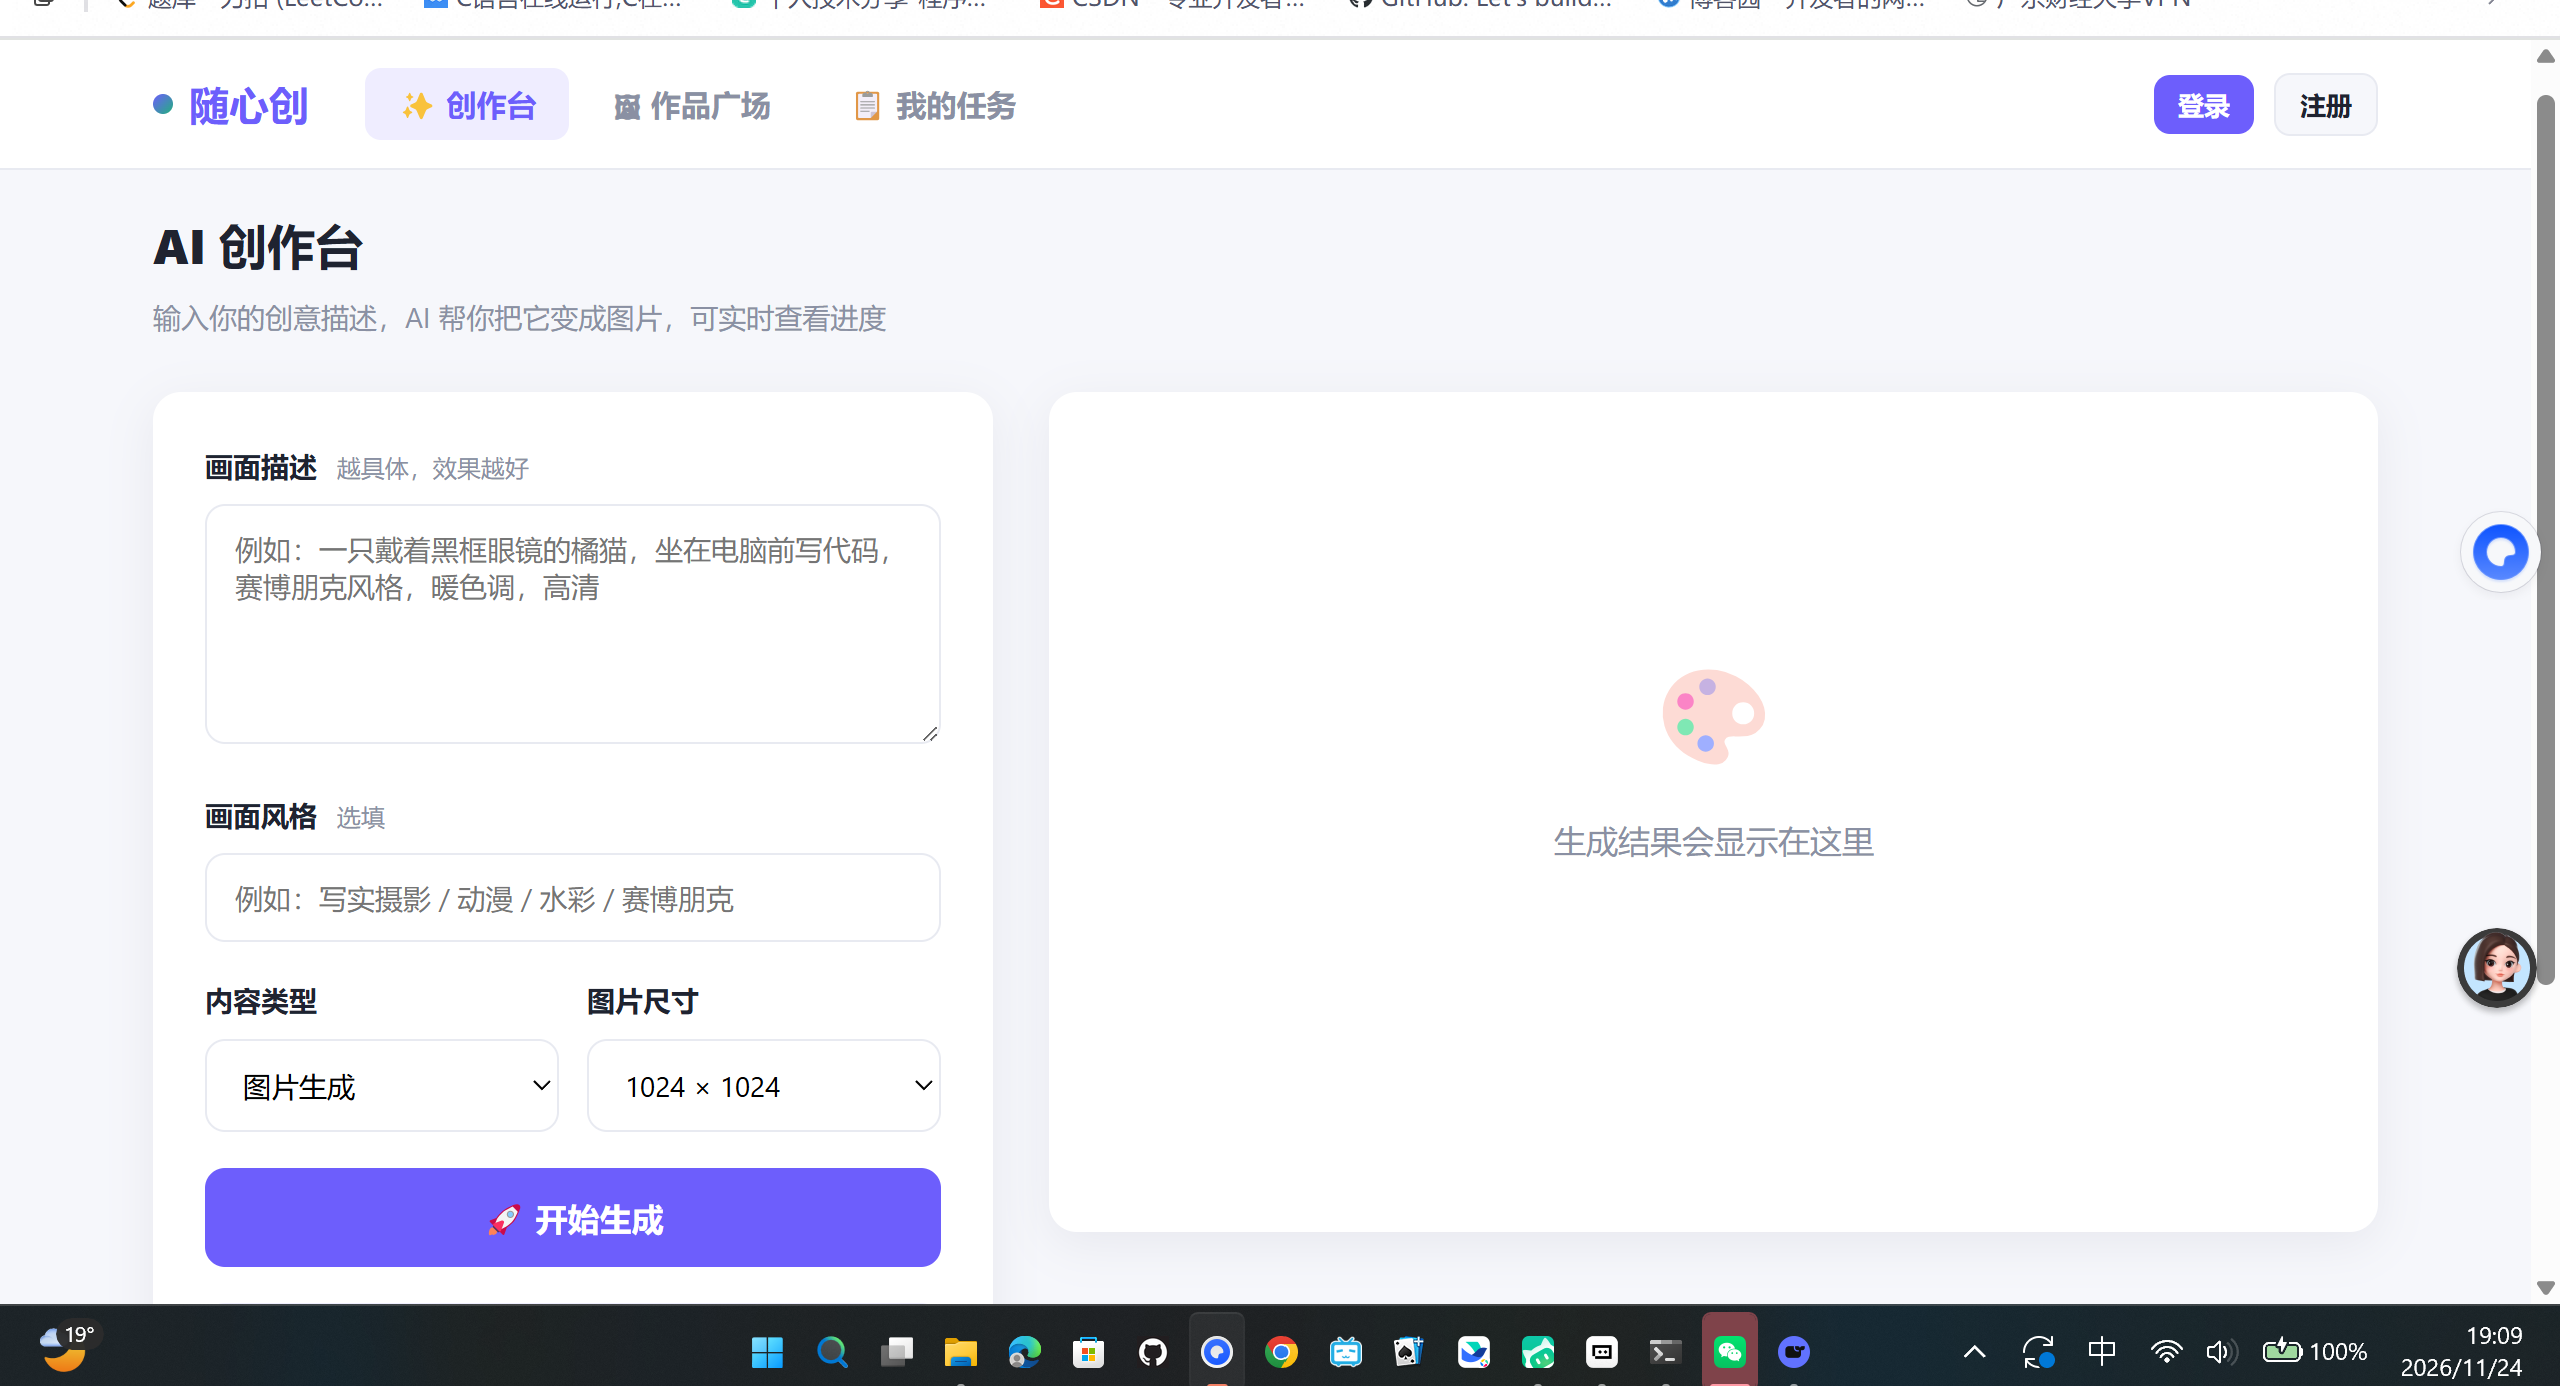 随心创
创作台
作品广场
我的任务
登录
注册
AI 创作台
输入你的创意描述，AI 帮你把它变成图片，可实时查看进度
画面描述 越具体，效果越好
例如：一只戴着黑框眼镜的橘猫，坐在电脑前写代码，
赛博朋克风格，暖色调，高清
画面风格 选填
例如：写实摄影 / 动漫 / 水彩 / 赛博朋克
内容类型
图片尺寸
图片生成
1024 × 1024
开始生成
生成结果会显示在这里
19°
中
100%
19:09
2026/11/24